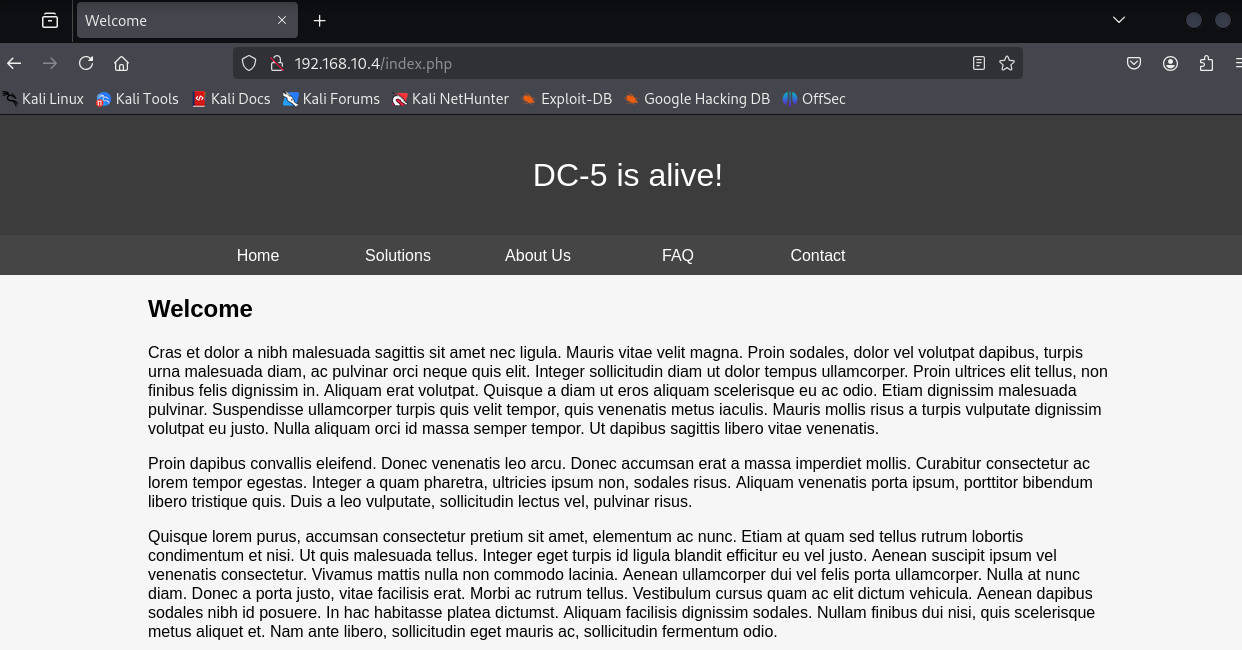 Welcome
192.168.10.4/index.php
Kali Linux Kali Tools Kali Docs Kali Forums Kali NetHunter Exploit-DB Google Hacking DB OffSec
DC-5 is alive!
Home Solutions About Us FAQ Contact
Welcome
Cras et dolor a nibh malesuada sagittis sit amet nec ligula. Mauris vitae velit magna. Proin sodales, dolor vel volutpat dapibus, turpis
urna malesuada diam, ac pulvinar orci neque quis elit. Integer sollicitudin diam ut dolor tempus ullamcorper. Proin ultrices elit tellus, non
finibus felis dignissim in. Aliquam erat volutpat. Quisque a diam ut eros aliquam scelerisque eu ac odio. Etiam dignissim malesuada
pulvinar. Suspendisse ullamcorper turpis quis velit tempor, quis venenatis metus iaculis. Mauris mollis risus a turpis vulputate dignissim
volutpat eu justo. Nulla aliquam orci id massa semper tempor. Ut dapibus sagittis libero vitae venenatis.
Proin dapibus convallis eleifend. Donec venenatis leo arcu. Donec accumsan erat a massa imperdiet mollis. Curabitur consectetur ac
lorem tempor egestas. Integer a quam pharetra, ultricies ipsum non, sodales risus. Aliquam venenatis porta ipsum, porttitor bibendum
libero tristique quis. Duis a leo vulputate, sollicitudin lectus vel, pulvinar risus.
Quisque lorem purus, accumsan consectetur pretium sit amet, elementum ac nunc. Etiam at quam sed tellus rutrum lobortis
condimentum et nisi. Ut quis malesuada tellus. Integer eget turpis id ligula blandit efficitur eu vel justo. Aenean suscipit ipsum vel
venenatis consectetur. Vivamus mattis nulla non commodo lacinia. Aenean ullamcorper dui vel felis porta ullamcorper. Nulla at nunc
diam. Donec a porta justo, vitae facilisis erat. Morbi ac rutrum tellus. Vestibulum cursus quam ac elit dictum vehicula. Aenean dapibus
sodales nibh id posuere. In hac habitasse platea dictumst. Aliquam facilisis dignissim sodales. Nullam finibus dui nisi, quis scelerisque
metus aliquet et. Nam ante libero, sollicitudin eget mauris ac, sollicitudin fermentum odio.